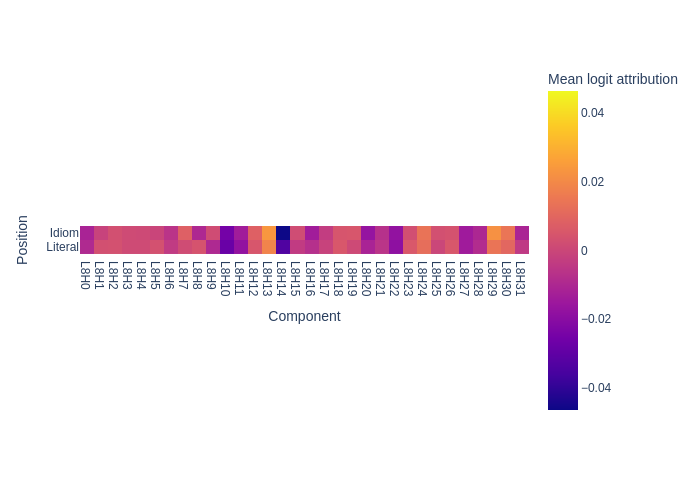 Mean logit attribution
0.04
0.02
0
−0.02
−0.04
Position
Idiom
Literal
L8H0
L8H1
L8H2
L8H3
L8H4
L8H5
L8H6
L8H7
L8H8
L8H9
L8H10
L8H11
L8H12
L8H13
L8H14
L8H15
L8H16
L8H17
L8H18
L8H19
L8H20
L8H21
L8H22
L8H23
L8H24
L8H25
L8H26
L8H27
L8H28
L8H29
L8H30
L8H31
Component